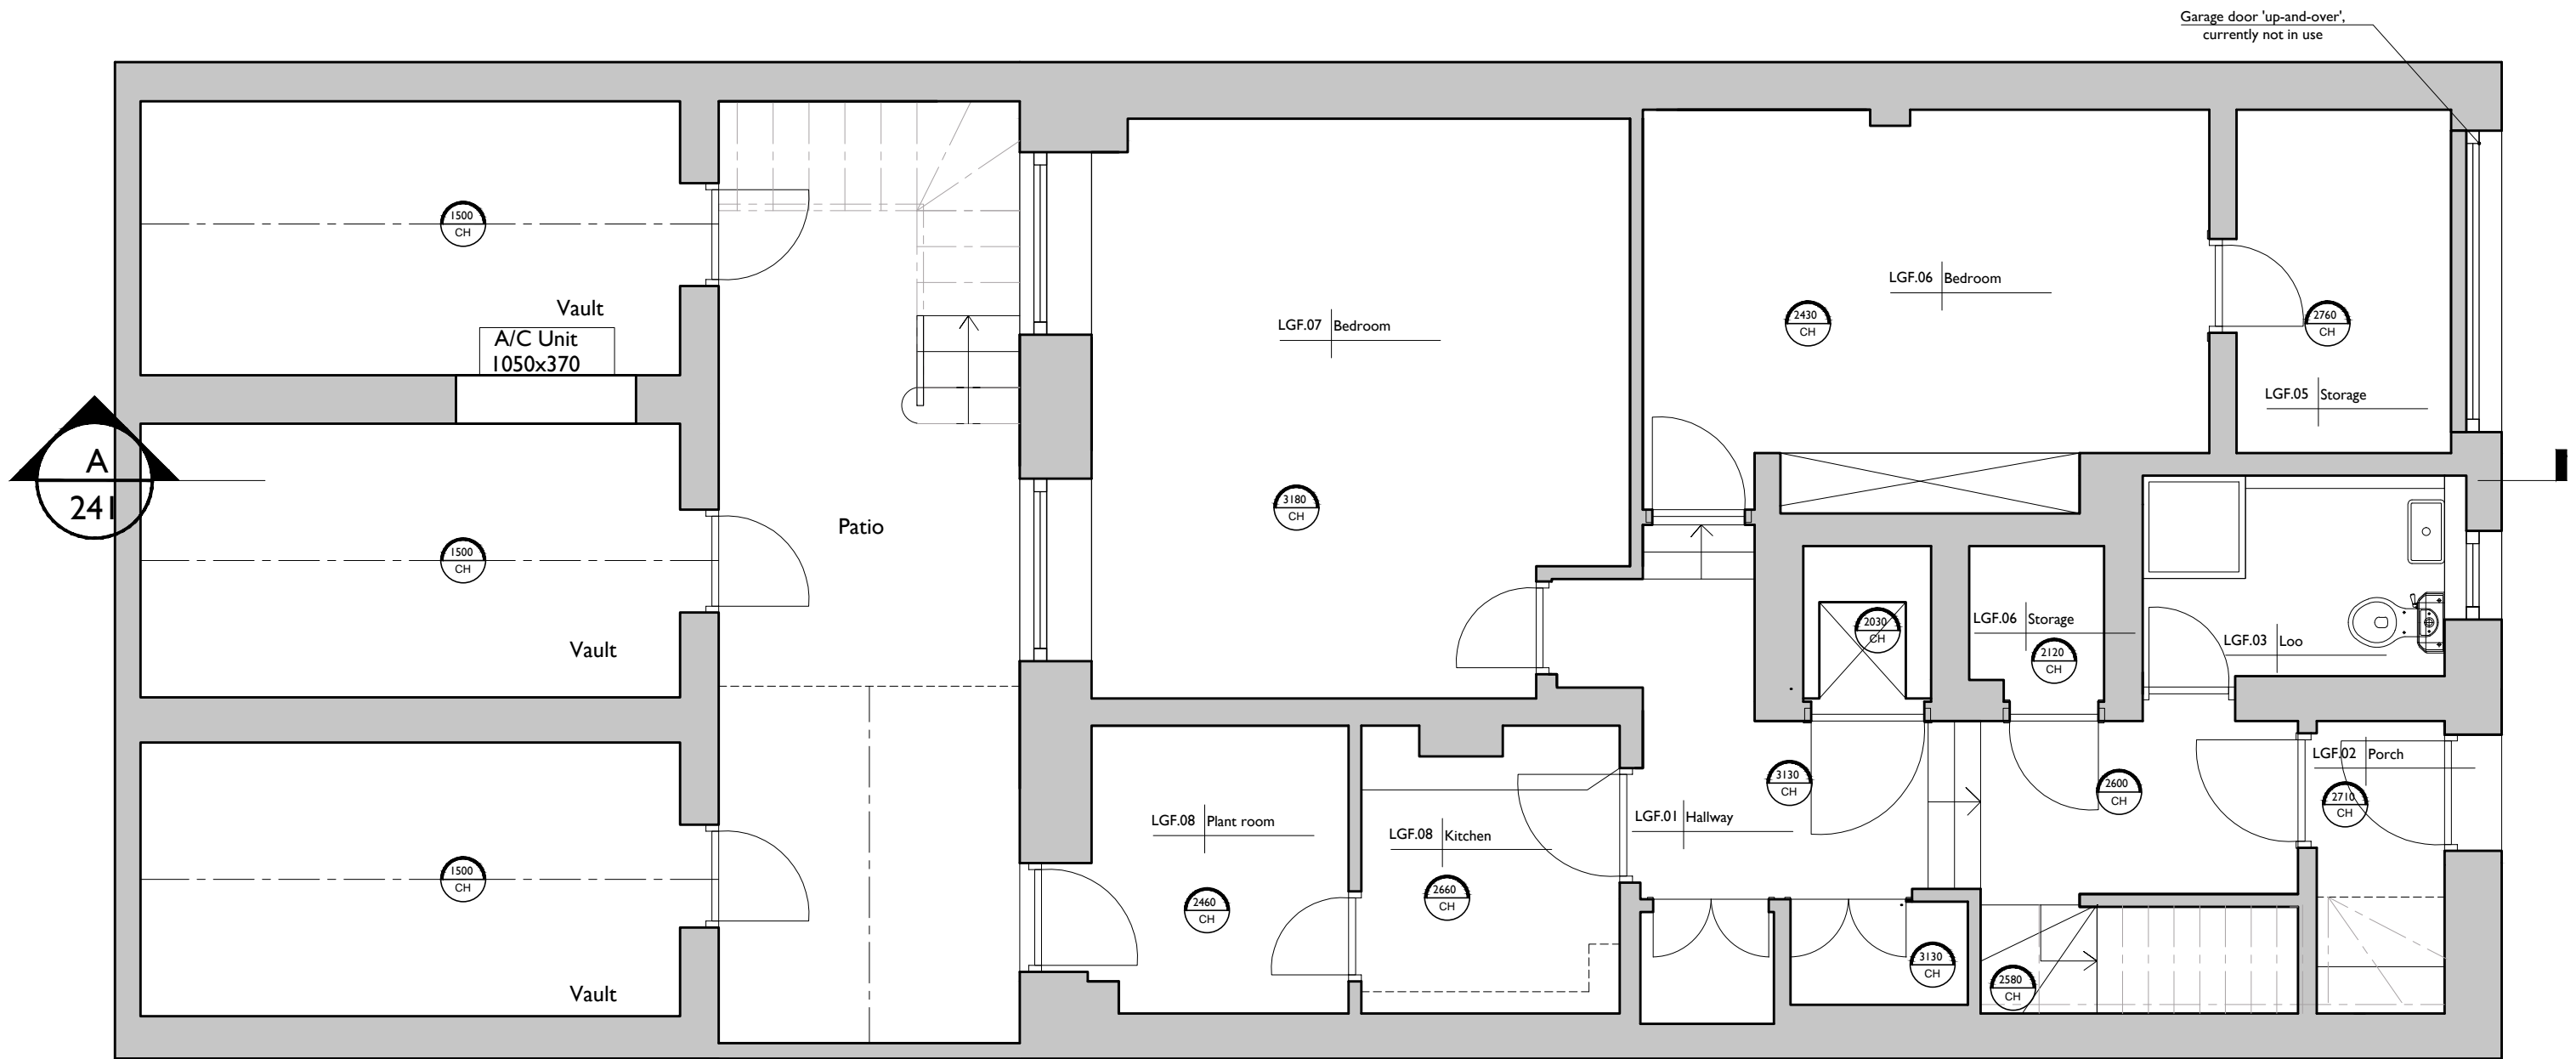 Garage door 'up-and-over',
currently not in use
1500
CH
Vault
A/C Unit
1050x370
A
241
1500
CH
Vault
1500
CH
Vault
Patio
LGF.07 Bedroom
3180
CH
LGF.06 Bedroom
2430
CH
2760
CH
LGF.05 Storage
2030
CH
LGF.06 Storage
2120
CH
LGF.03 Loo
LGF.02 Porch
2710
CH
3130
CH
2600
CH
LGF.01 Hallway
LGF.08 Plant room
2460
CH
LGF.08 Kitchen
2660
CH
3130
CH
2580
CH